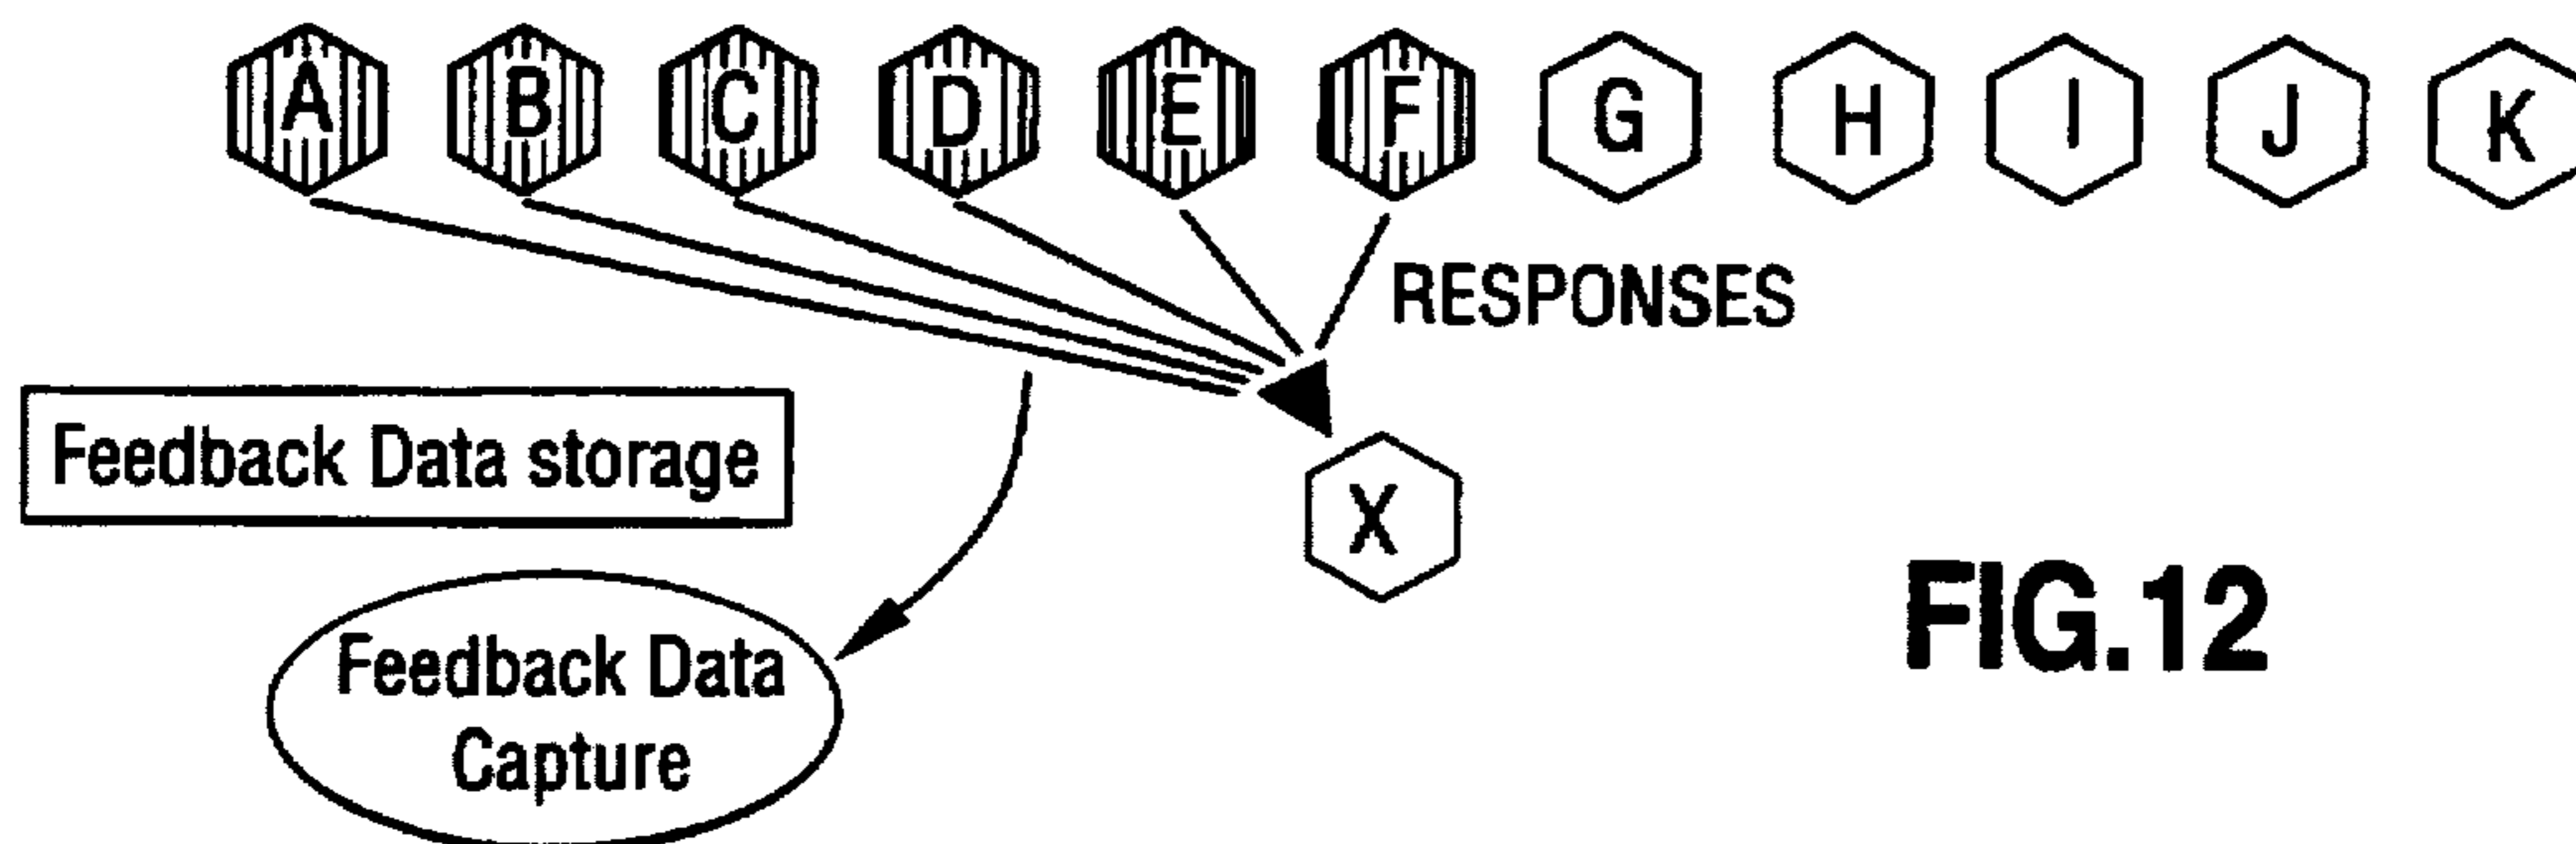 A B C D E F G H I J K
RESPONSES
Feedback Data storage
X
Feedback Data
Capture
FIG.12